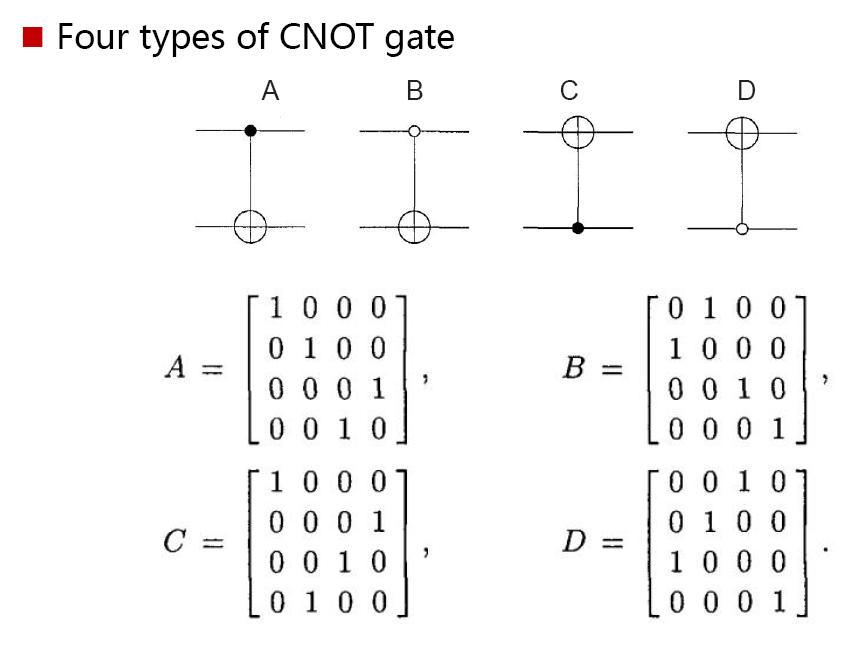 Four types of CNOT gate
A B C D
A = [1 0 0 0
0 1 0 0
0 0 0 1
0 0 1 0],
B = [0 1 0 0
1 0 0 0
0 0 1 0
0 0 0 1],
C = [1 0 0 0
0 0 0 1
0 0 1 0
0 1 0 0],
D = [0 0 1 0
0 1 0 0
1 0 0 0
0 0 0 1].